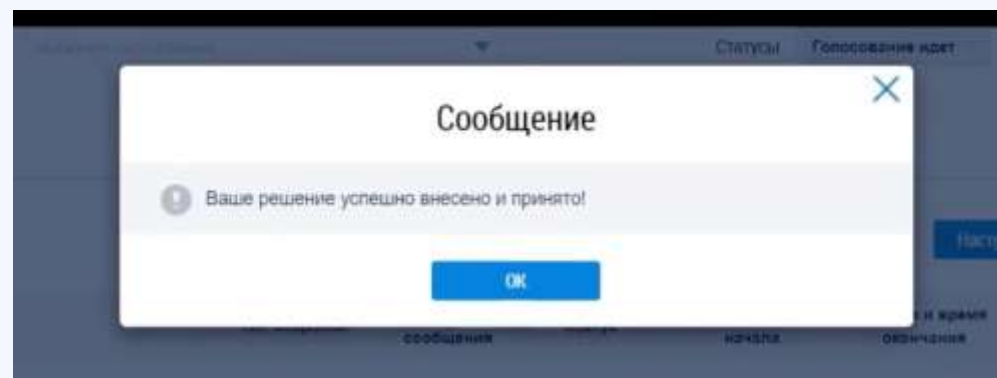 Статусы Голосование идет
Сообщение
Ваше решение успешно внесено и принято!
ОК
и время
сообщения начала окончания